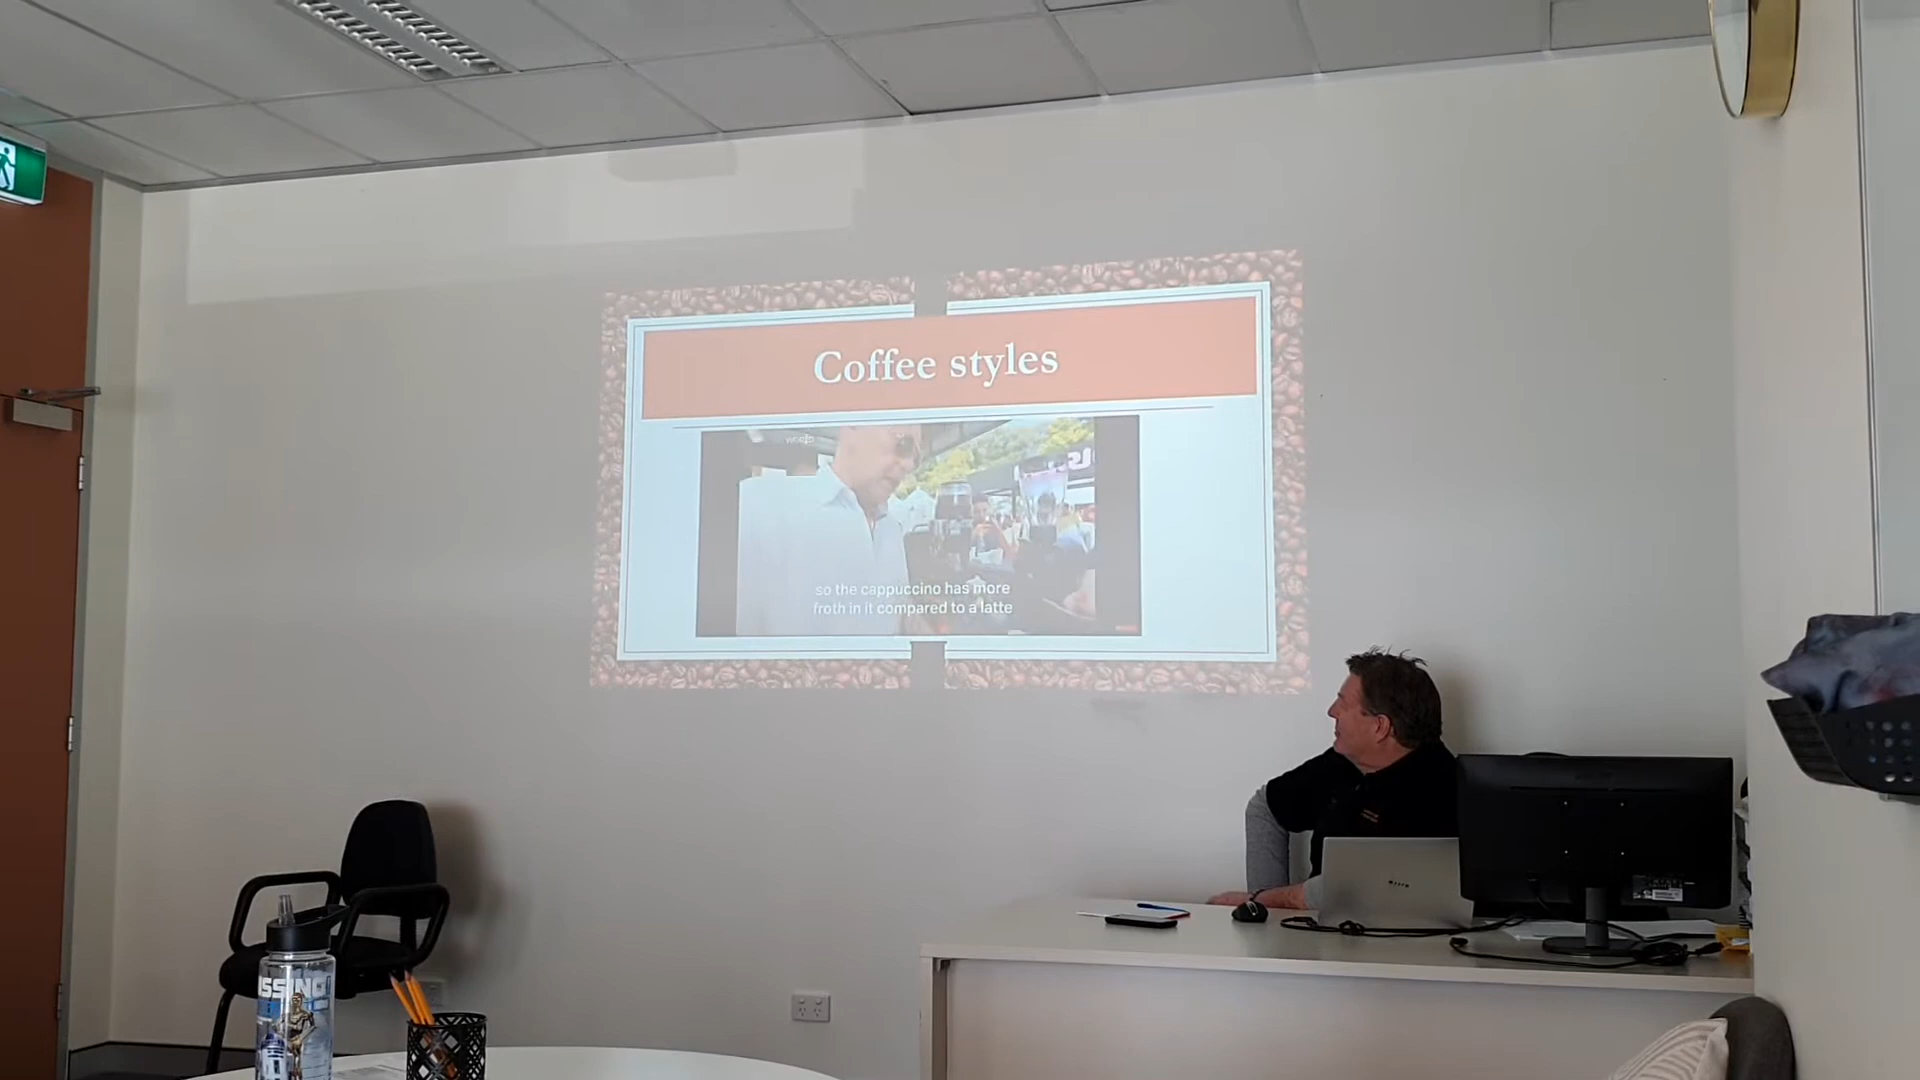 Coffee styles
so the cappuccino has more
froth in it compared to a latte